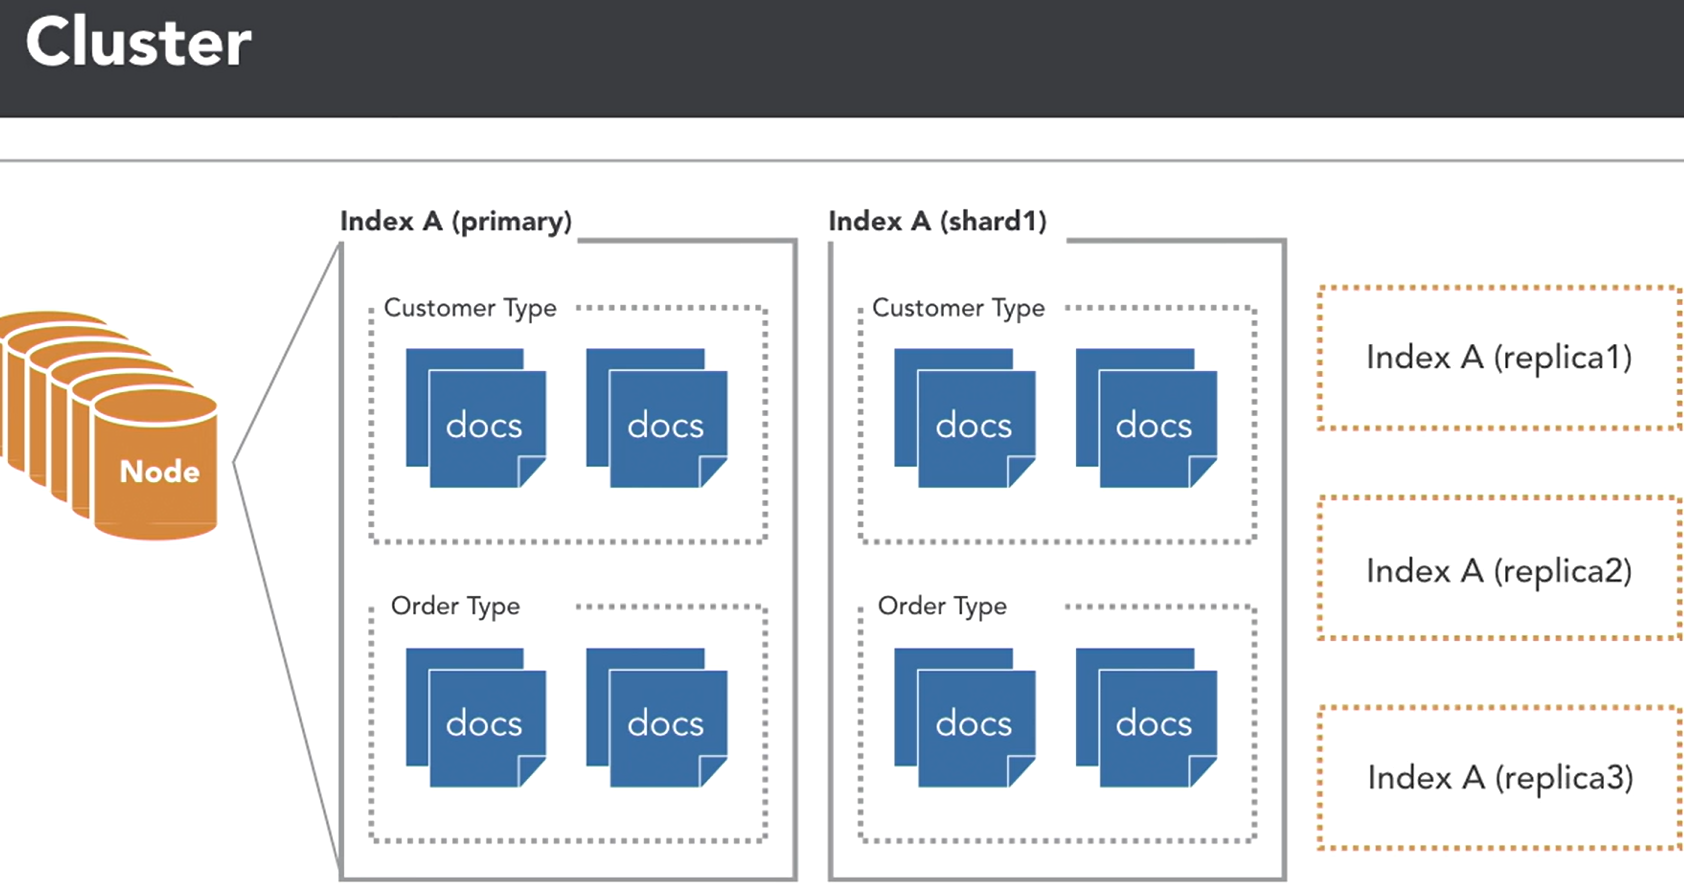 Cluster
Node
Index A (primary)
Customer Type
docs
docs
Order Type
docs
docs
Index A (shard1)
Customer Type
docs
docs
Order Type
docs
docs
Index A (replica1)
Index A (replica2)
Index A (replica3)